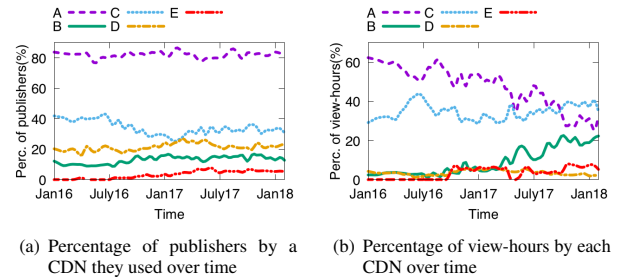 A C E
B D
Perc. of publishers(%)
80
60
40
20
0
Jan16 July16 Jan17 July17 Jan18
Time
(a) Percentage of publishers by a
CDN they used over time
A C E
B D
Perc. of view-hours(%)
80
60
40
20
0
Jan16 July16 Jan17 July17 Jan18
Time
(b) Percentage of view-hours by each
CDN over time